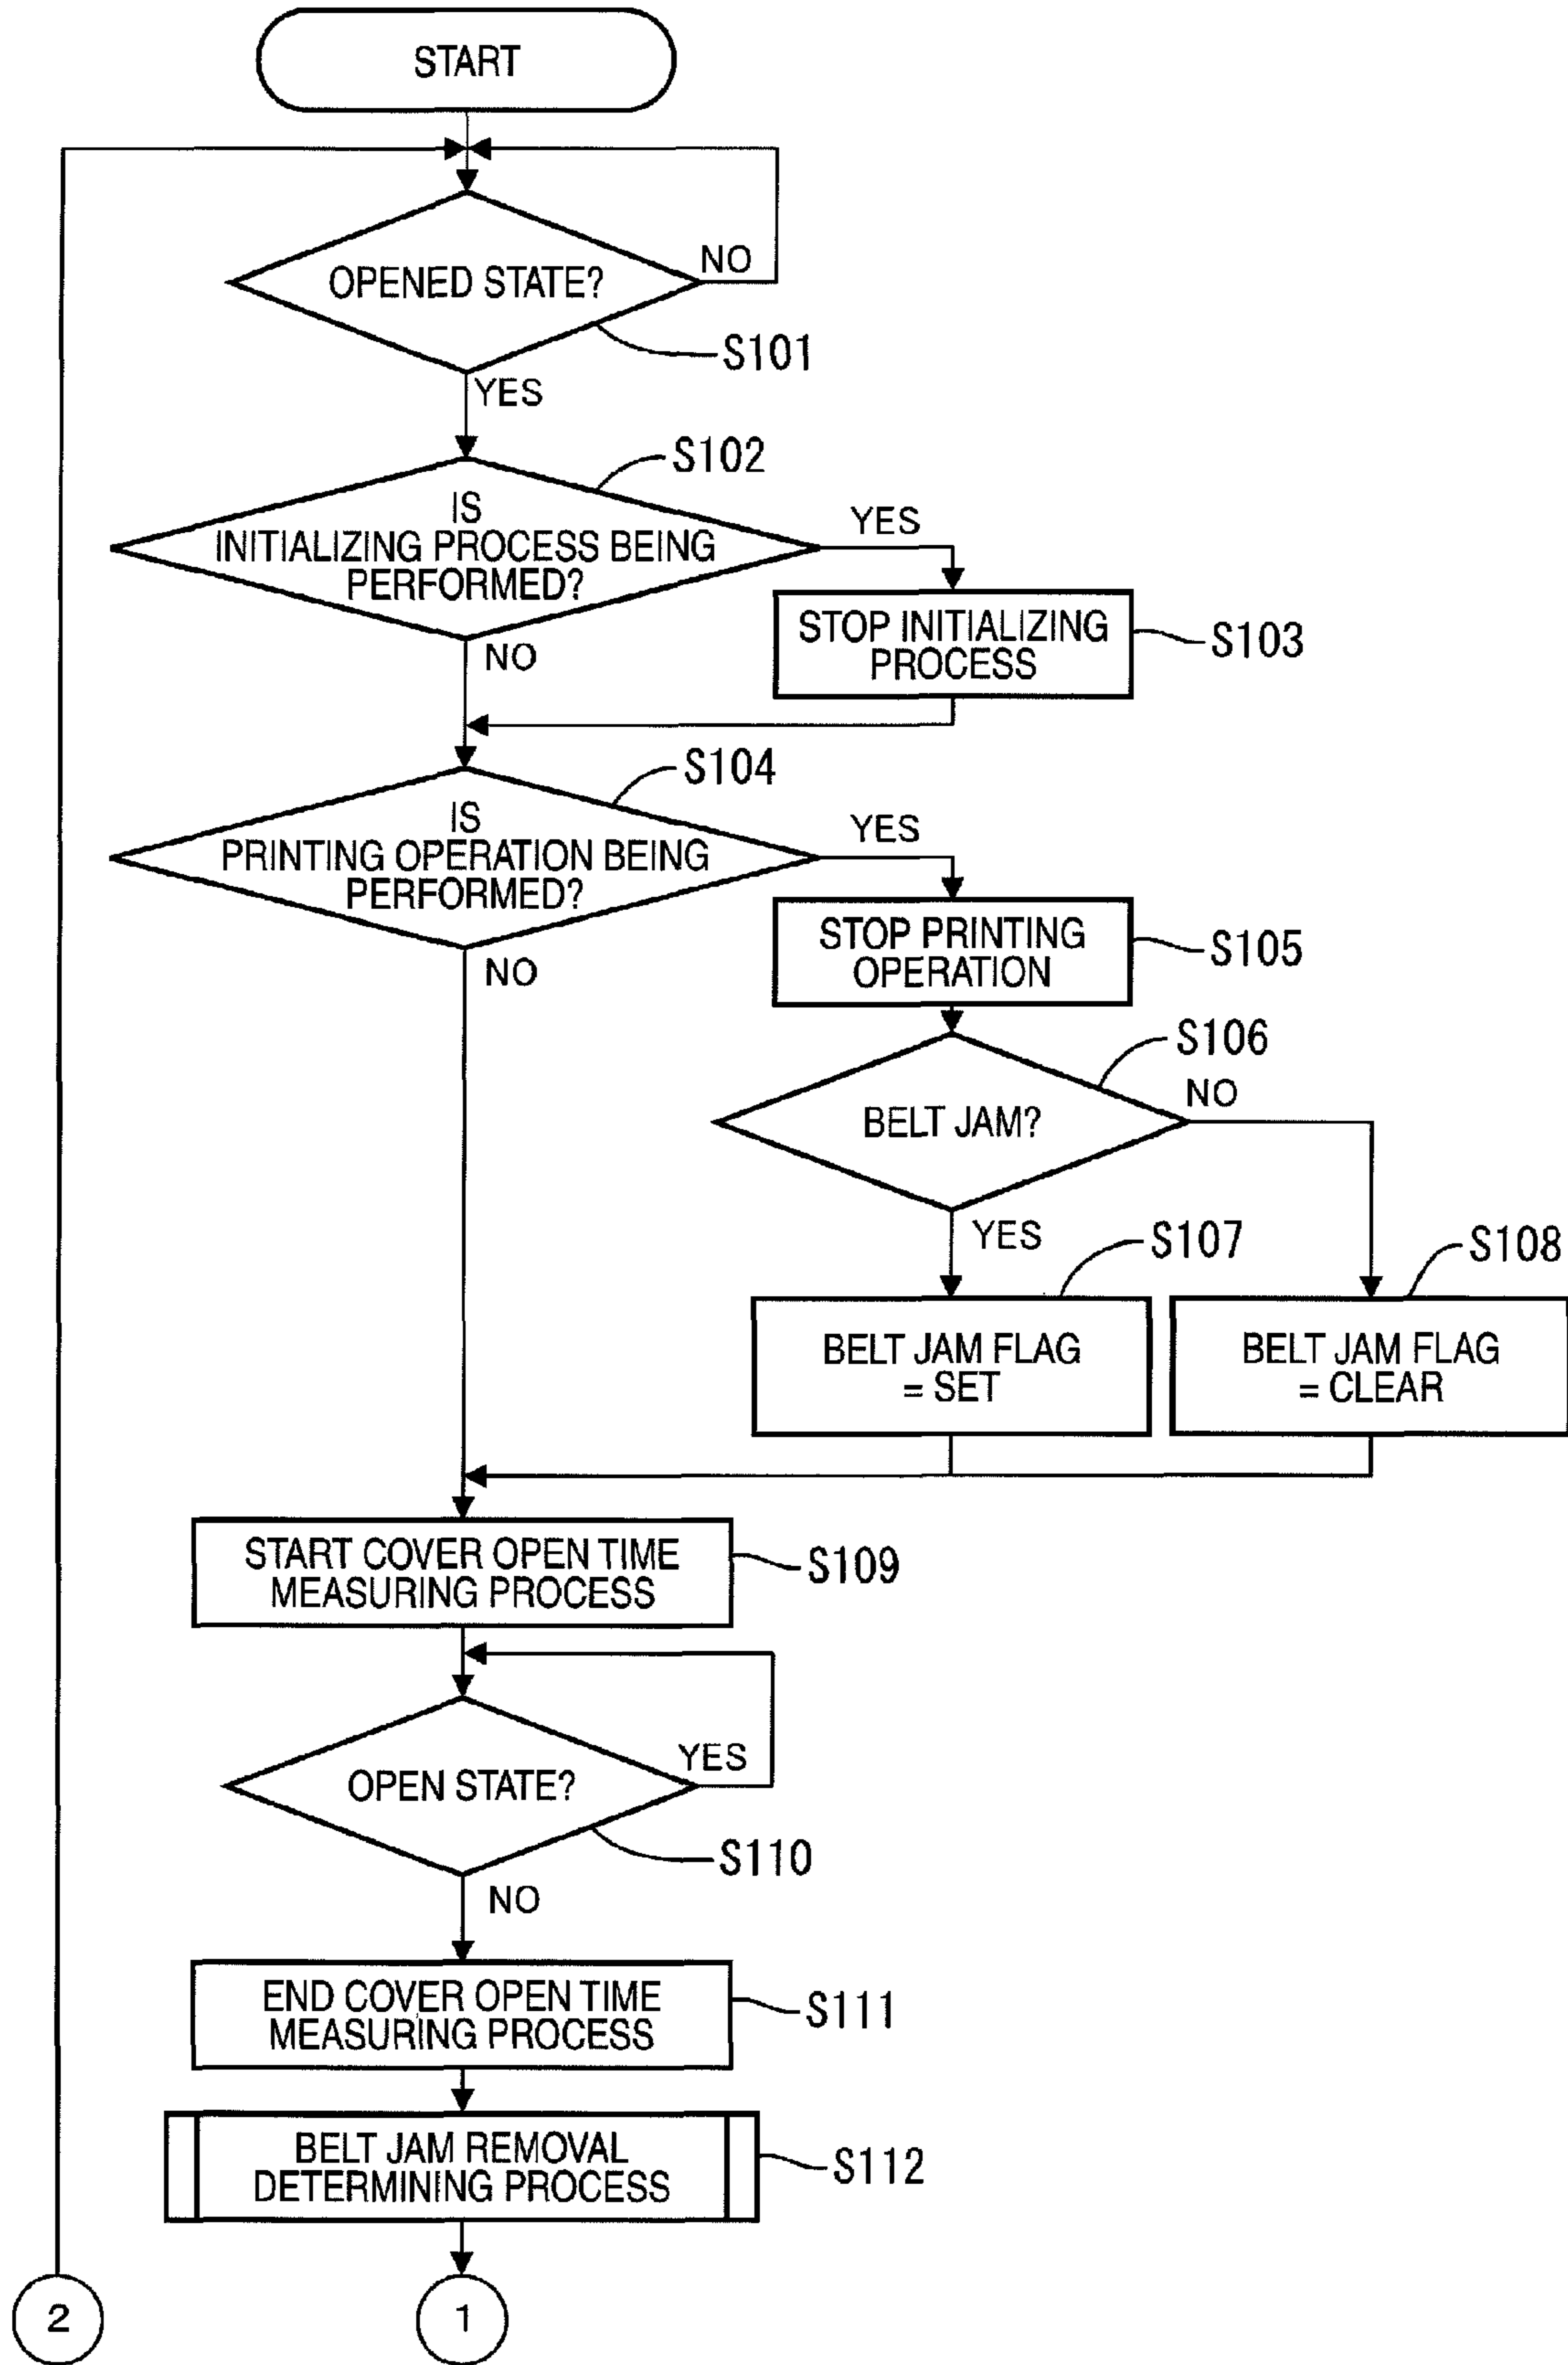 START
OPENED STATE?
NO
S101
YES
S102
IS
INITIALIZING PROCESS BEING
PERFORMED?
YES
STOP INITIALIZING
PROCESS
S103
NO
S104
IS
PRINTING OPERATION BEING
PERFORMED?
YES
STOP PRINTING
OPERATION
S105
NO
S106
BELT JAM?
NO
YES
S107
S108
BELT JAM FLAG
= SET
BELT JAM FLAG
= CLEAR
START COVER OPEN TIME
MEASURING PROCESS
S109
OPEN STATE?
YES
S110
NO
END COVER OPEN TIME
MEASURING PROCESS
S111
BELT JAM REMOVAL
DETERMINING PROCESS
S112
2
1